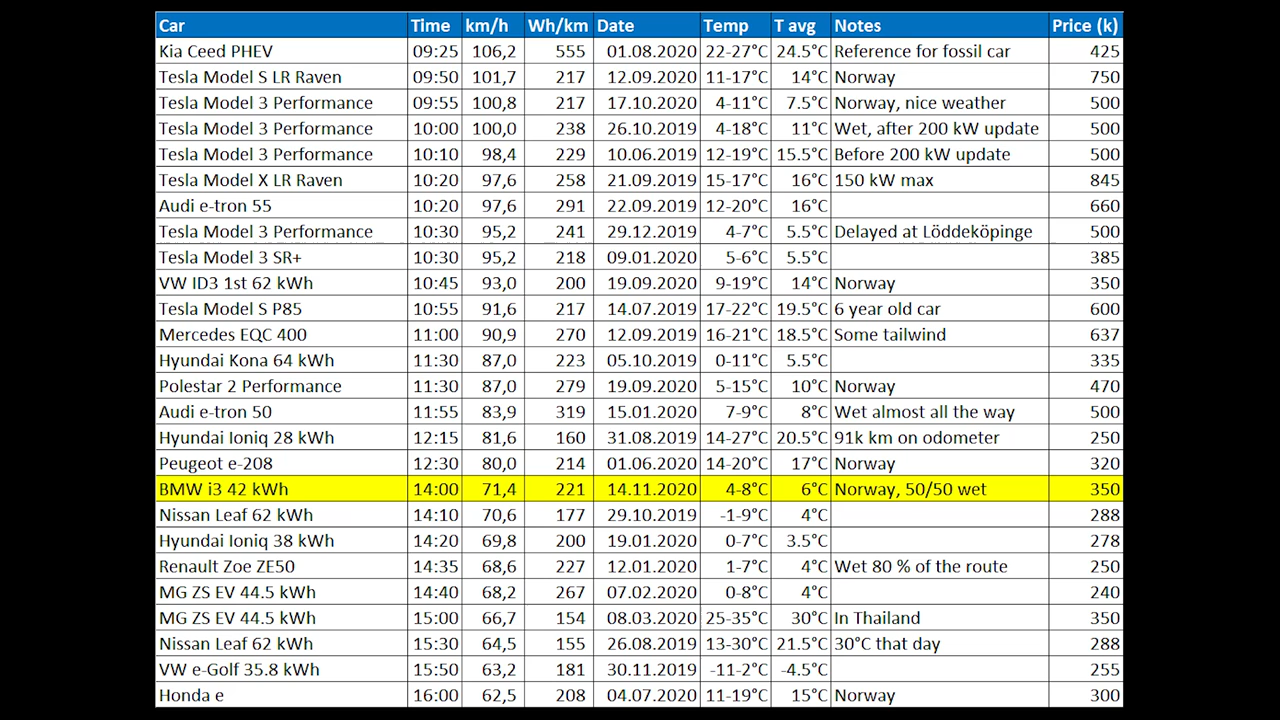 Car Time km/h Wh/km Date Temp T avg Notes Price (k)
Kia Ceed PHEV 09:25 106,2 555 01.08.2020 22-27°C 24.5°C Reference for fossil car 425
Tesla Model S LR Raven 09:50 101,7 217 12.09.2020 11-17°C 14°C Norway 750
Tesla Model 3 Performance 09:55 100,8 217 17.10.2020 4-11°C 7.5°C Norway, nice weather 500
Tesla Model 3 Performance 10:00 100,0 238 26.10.2019 4-18°C 11°C Wet, after 200 kW update 500
Tesla Model 3 Performance 10:10 98,4 229 10.06.2019 12-19°C 15.5°C Before 200 kW update 500
Tesla Model X LR Raven 10:20 97,6 258 21.09.2019 15-17°C 16°C 150 kW max 845
Audi e-tron 55 10:20 97,6 291 22.09.2019 12-20°C 16°C 660
Tesla Model 3 Performance 10:30 95,2 241 29.12.2019 4-7°C 5.5°C Delayed at Löddeköpinge 500
Tesla Model 3 SR+ 10:30 95,2 218 09.01.2020 5-6°C 5.5°C 385
VW ID3 1st 62 kWh 10:45 93,0 200 19.09.2020 9-19°C 14°C Norway 350
Tesla Model S P85 10:55 91,6 217 14.07.2020 17-22°C 19.5°C 6 year old car 600
Mercedes EQC 400 11:00 90,9 270 12.09.2019 16-21°C 18.5°C Some tailwind 637
Hyundai Kona 64 kWh 11:30 87,0 223 05.10.2019 0-11°C 5.5°C 335
Polestar 2 Performance 11:30 87,0 279 19.09.2020 5-15°C 10°C Norway 470
Audi e-tron 50 11:55 83,9 319 15.01.2020 7-9°C 8°C Wet almost all the way 500
Hyundai Ioniq 28 kWh 12:15 81,6 160 31.08.2019 14-27°C 20.5°C 91k km on odometer 250
Peugeot e-208 12:30 80,0 214 01.06.2020 14-20°C 17°C Norway 320
BMW i3 42 kWh 14:00 71,4 221 14.11.2020 4-8°C 6°C Norway, 50/50 wet 350
Nissan Leaf 62 kWh 14:10 70,6 177 29.10.2019 -1-9°C 4°C 288
Hyundai Ioniq 38 kWh 14:20 69,8 200 19.01.2020 0-7°C 3.5°C 278
Renault Zoe ZE50 14:35 68,6 227 12.01.2020 1-7°C 4°C Wet 80 % of the route 250
MG ZS EV 44.5 kWh 14:40 68,2 267 07.02.2020 0-8°C 4°C 240
MG ZS EV 44.5 kWh 15:00 66,7 154 08.03.2020 25-35°C 30°C In Thailand 350
Nissan Leaf 62 kWh 15:30 64,5 155 26.08.2019 13-30°C 21.5°C 30°C that day 288
VW e-Golf 35.8 kWh 15:50 63,2 181 30.11.2019 -11-2°C -4.5°C 255
Honda e 16:00 62,5 208 04.07.2020 11-19°C 15°C Norway 300